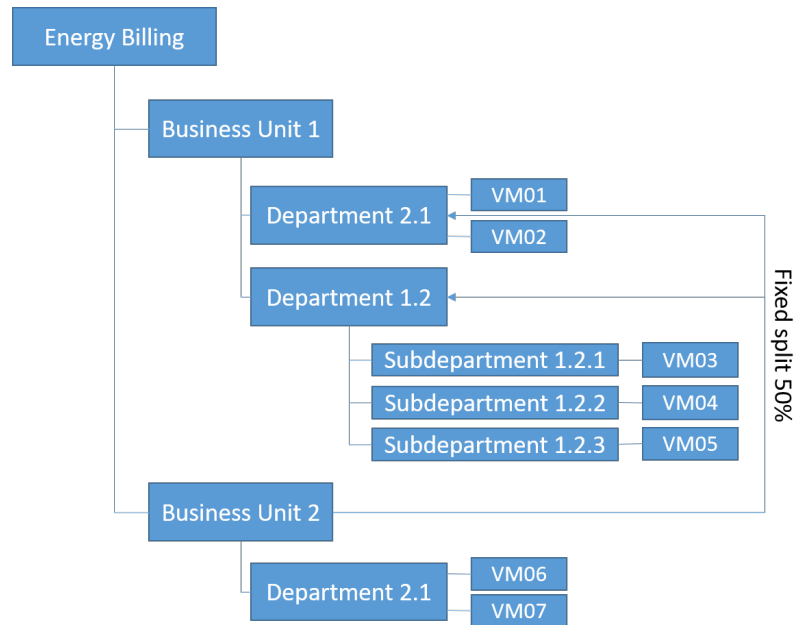 Energy Billing
Business Unit 1
Department 2.1
VM01
VM02
Department 1.2
Subdepartment 1.2.1
VM03
Subdepartment 1.2.2
VM04
Subdepartment 1.2.3
VM05
Fixed split 50%
Business Unit 2
Department 2.1
VM06
VM07